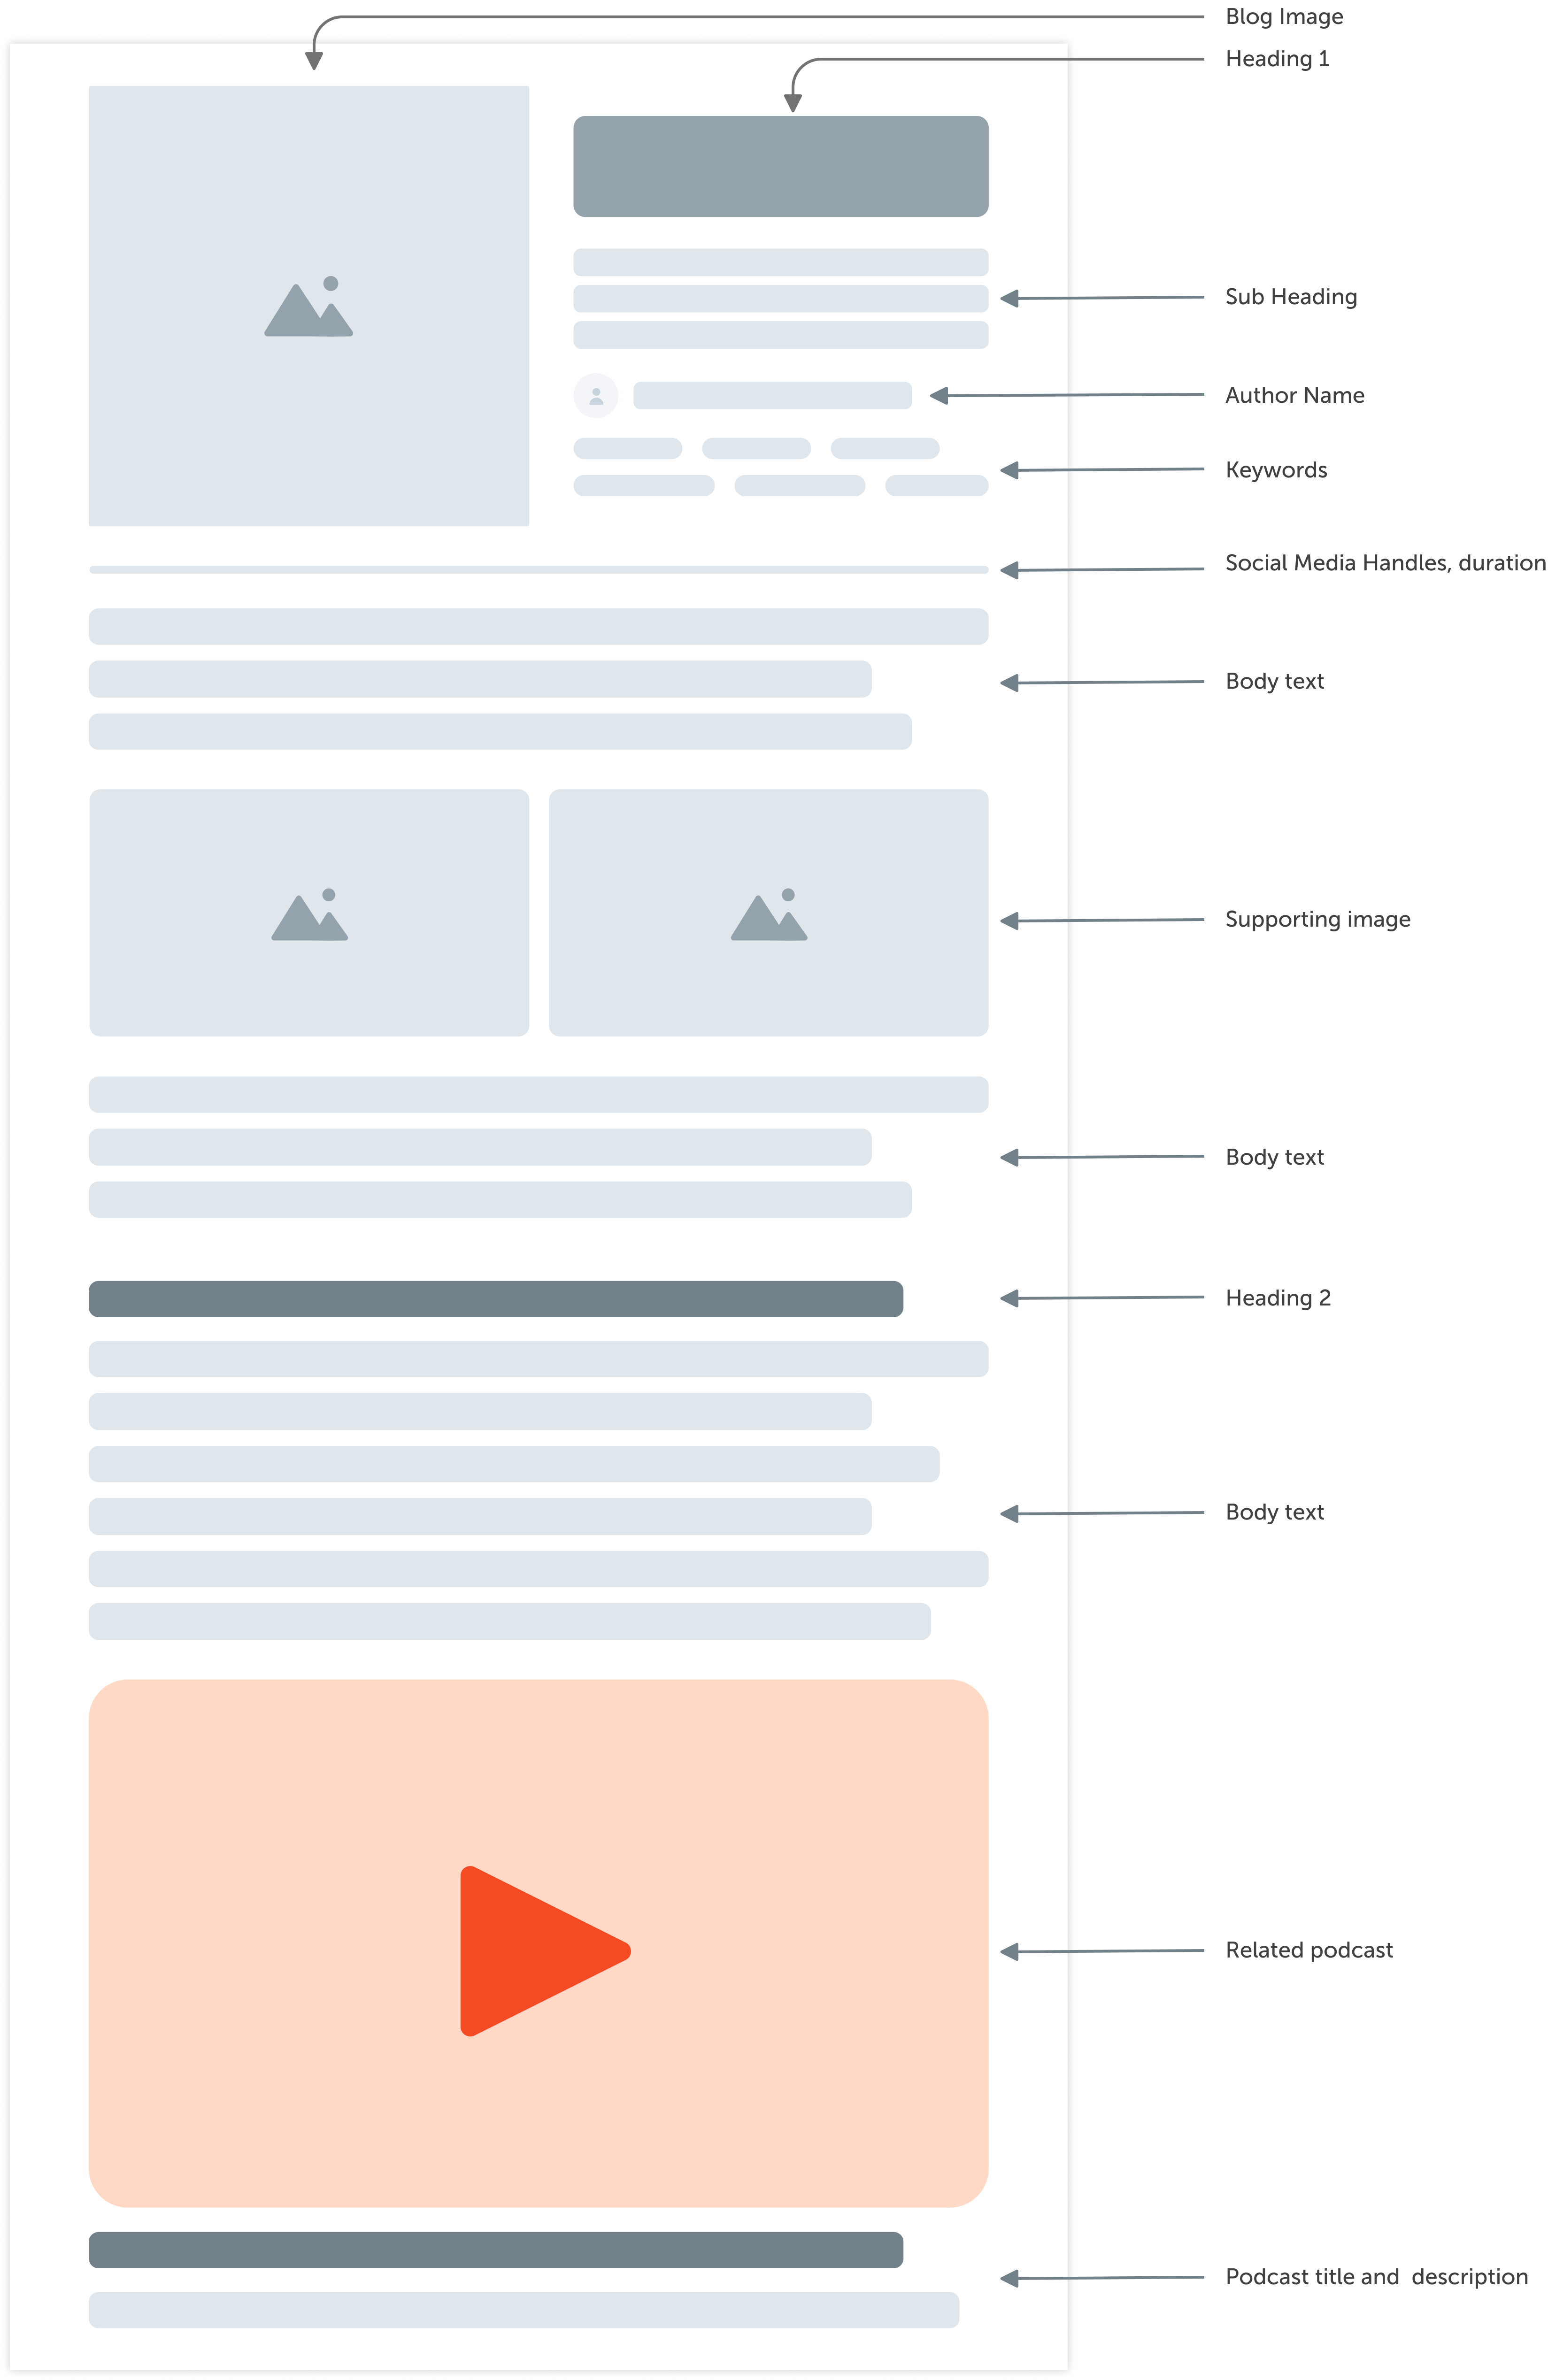 Blog Image
Heading 1
Sub Heading
Author Name
Keywords
Social Media Handles, duration
Body text
Supporting image
Body text
Heading 2
Body text
Related podcast
Podcast title and  description